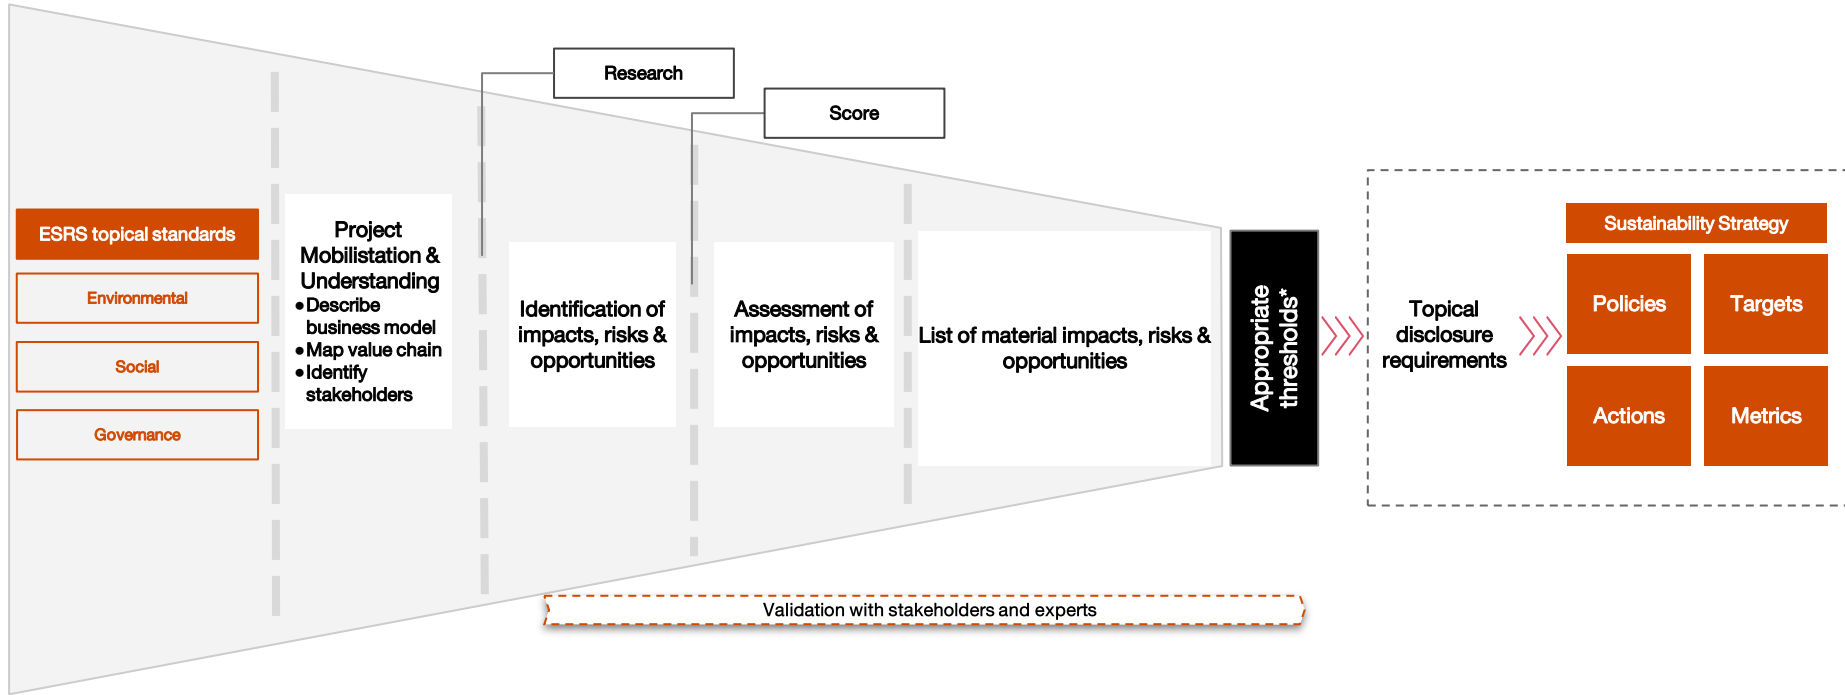 Research
Score
ESRS topical standards
Environmental
Social
Governance
Project
Mobilistation &
Understanding
•Describe
business model
•Map value chain
•Identify
stakeholders
Identification of
impacts, risks &
opportunities
Assessment of
impacts, risks &
opportunities
List of material impacts, risks &
opportunities
Appropriate
thresholds*
Topical
disclosure
requirements
Sustainability Strategy
Policies
Targets
Actions
Metrics
Validation with stakeholders and experts